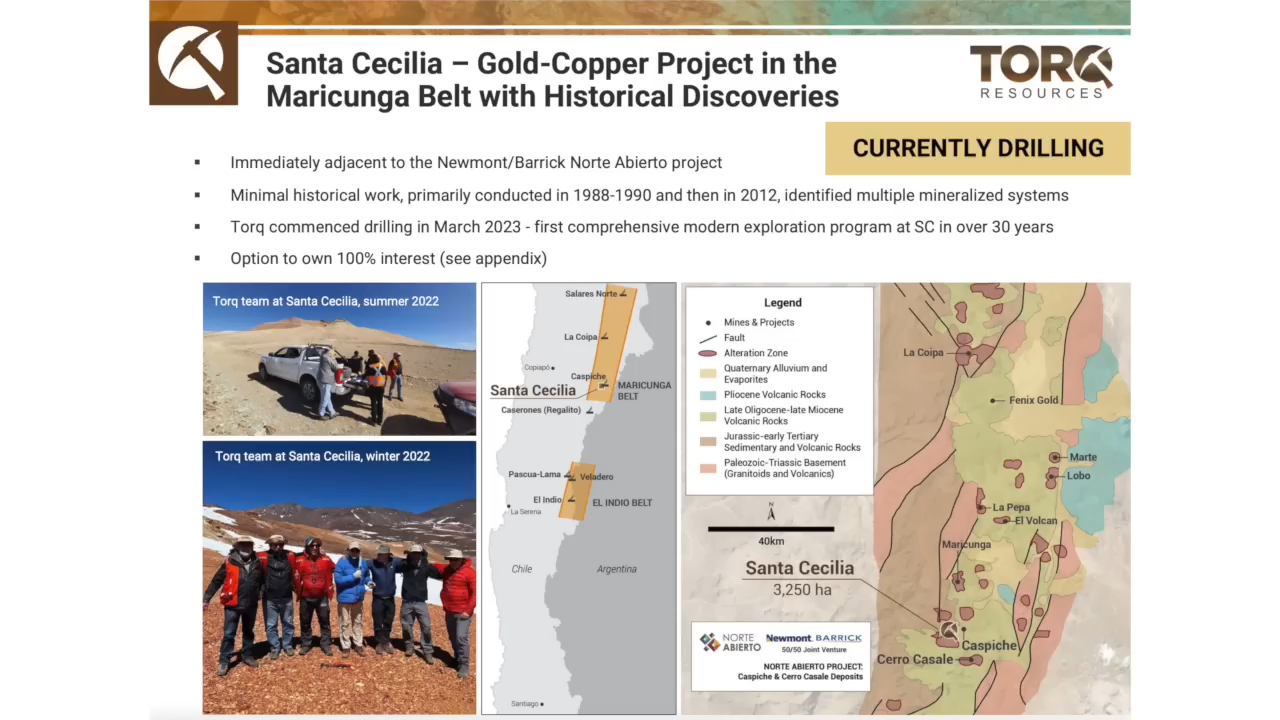 Santa Cecilia – Gold-Copper Project in the
Maricunga Belt with Historical Discoveries
TORQ
RESOURCES
CURRENTLY DRILLING
▪ Immediately adjacent to the Newmont/Barrick Norte Abierto project
▪ Minimal historical work, primarily conducted in 1988-1990 and then in 2012, identified multiple mineralized systems
▪ Torq commenced drilling in March 2023 - first comprehensive modern exploration program at SC in over 30 years
▪ Option to own 100% interest (see appendix)
Torq team at Santa Cecilia, summer 2022
Torq team at Santa Cecilia, winter 2022
Salares Norte
La Coipa
Copiapó
Caspiche
Santa Cecilia
MARICUNGA
BELT
Caserones (Regalito)
Pascua-Lama
Veladero
El Indio
EL INDIO BELT
La Serena
Chile
Argentina
Santiago
Legend
Mines & Projects
Fault
Alteration Zone
Quaternary Alluvium and
Evaporites
Pliocene Volcanic Rocks
Late Oligocene-late Miocene
Volcanic Rocks
Jurassic-early Tertiary
Sedimentary and Volcanic Rocks
Paleozoic-Triassic Basement
(Granitoids and Volcanics)
N
40km
La Coipa
Fenix Gold
Marte
Lobo
La Pepa
El Volcan
Maricunga
Santa Cecilia
3,250 ha
Caspiche
Cerro Casale
NORTE
ABIERTO
Newmont BARRICK
50/50 Joint Venture
NORTE ABIERTO PROJECT:
Caspiche & Cerro Casale Deposits